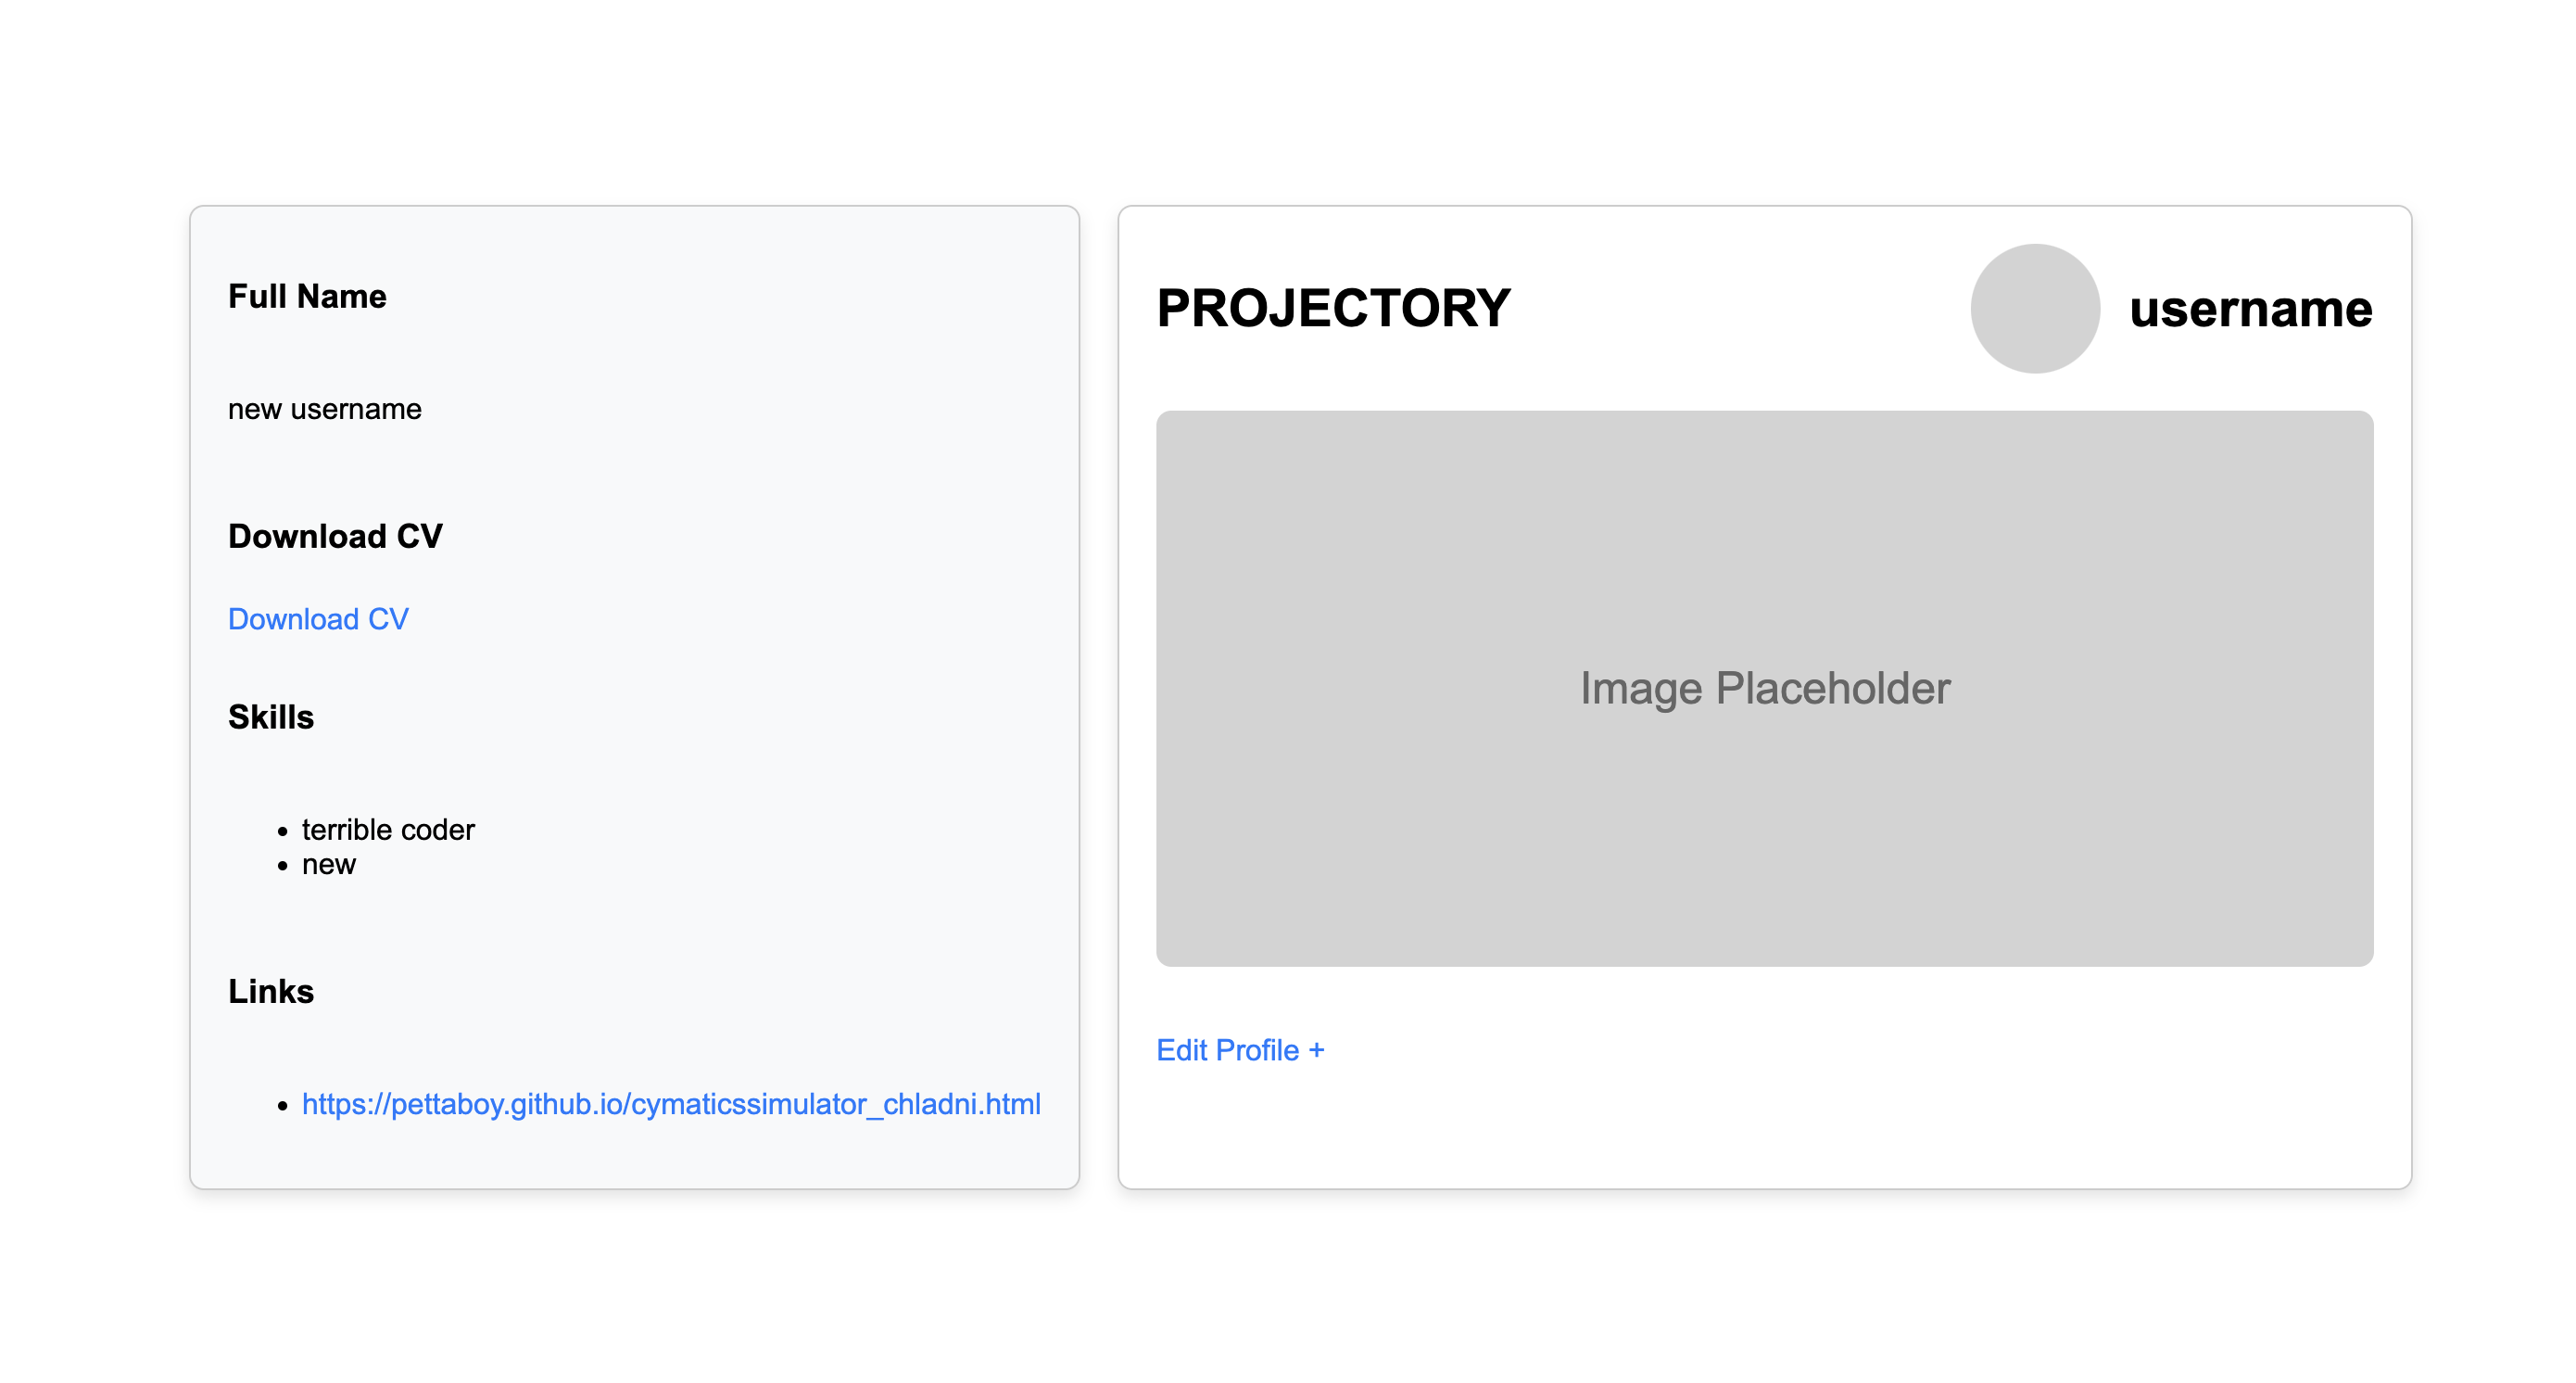 Full Name
new username
Download CV
Download CV
Skills
terrible coder
new
Links
https://pettaboy.github.io/cymaticssimulator_chladni.html
PROJECTORY
username
Image Placeholder
Edit Profile +